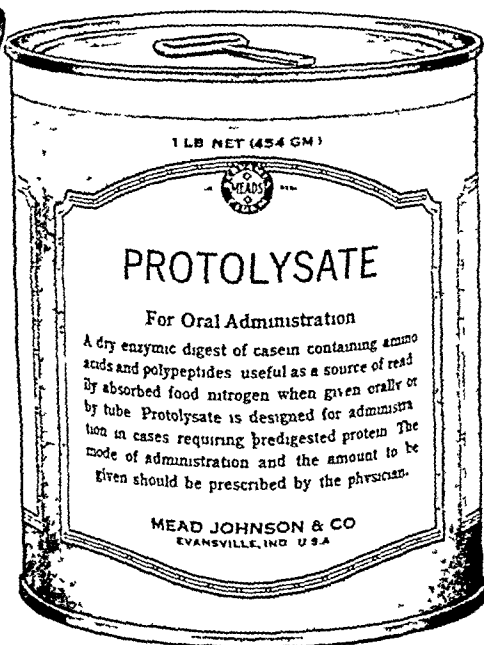 1 LB NET (454 GM)
MEADS
PROTOLYSATE
For Oral Administration
A dry enzymic digest of casein containing amino
acids and polypeptides useful as a source of read
ily absorbed food nitrogen when given orally or
by tube Protolysate is designed for administra
tion in cases requiring predigested protein The
mode of administration and the amount to be
given should be prescribed by the physician.
MEAD JOHNSON & CO
EVANSVILLE, IND U S A